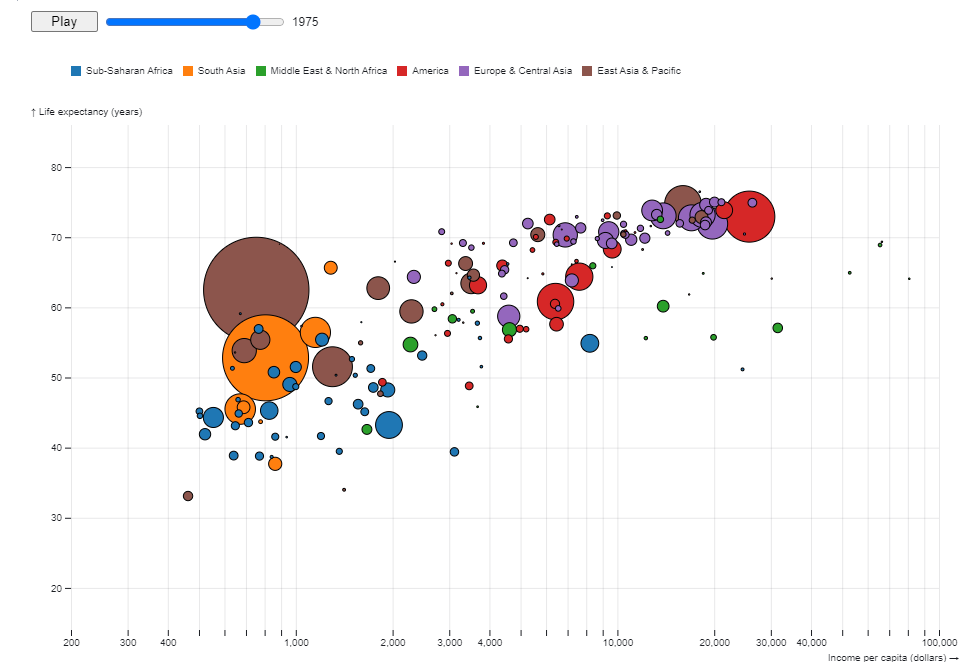 Play 1975
Sub-Saharan Africa South Asia Middle East & North Africa America Europe & Central Asia East Asia & Pacific
↑ Life expectancy (years)
80
70
60
50
40
30
20
200 300 400 1,000 2,000 3,000 4,000 10,000 20,000 30,000 40,000 100,000
Income per capita (dollars) →